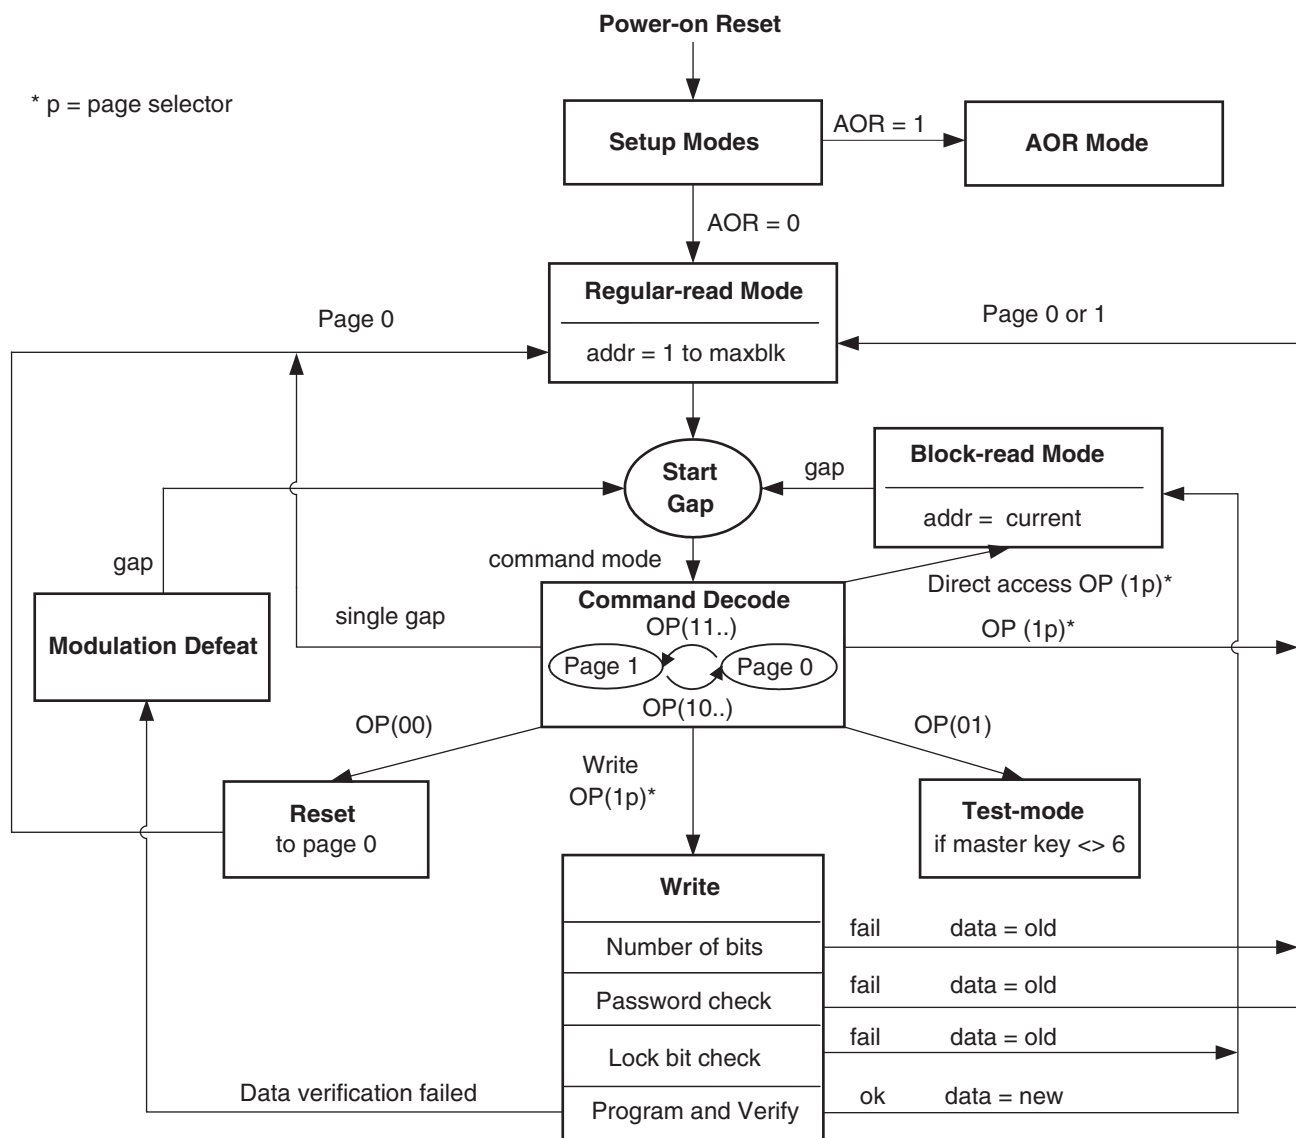 Power-on Reset
* p = page selector
Setup Modes
AOR = 1
AOR Mode
AOR = 0
Regular-read Mode
addr = 1 to maxblk
Page 0
Page 0 or 1
Start
Gap
gap
Block-read Mode
addr =  current
gap
command mode
Direct access OP (1p)*
Modulation Defeat
single gap
Command Decode
OP(11..)
Page 1
Page 0
OP(10..)
OP (1p)*
OP(00)
Write
OP(1p)*
OP(01)
Reset
to page 0
Test-mode
if master key <> 6
Write
Number of bits
fail
data = old
Password check
fail
data = old
Lock bit check
fail
data = old
Data verification failed
Program and Verify
ok
data = new